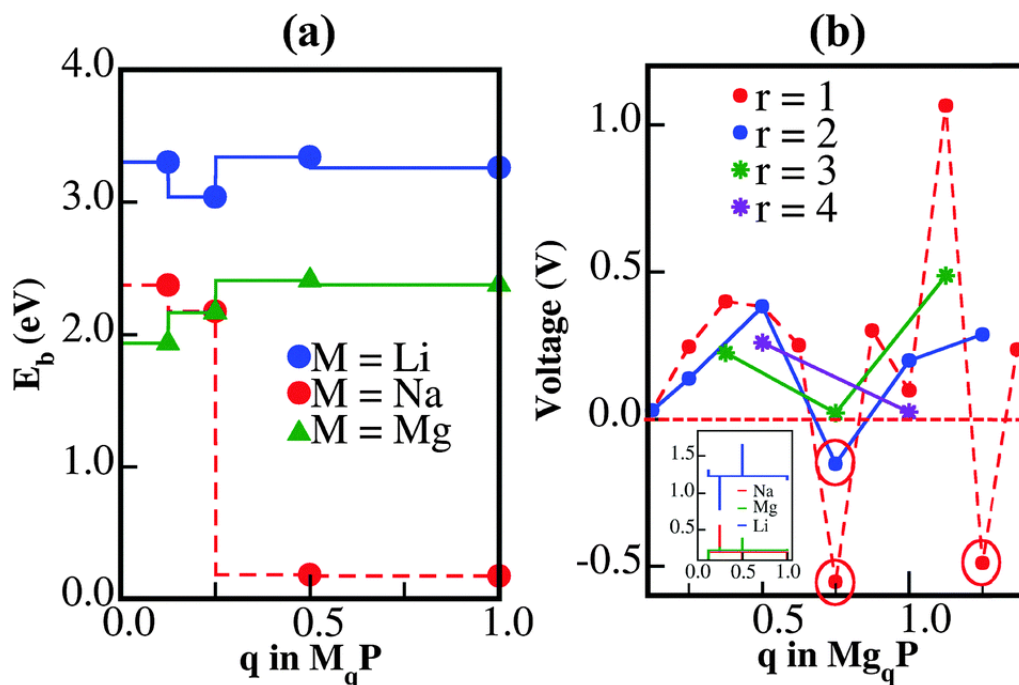 (a)
4.0
3.0
2.0
1.0
0.0
E_b (eV)
M = Li
M = Na
M = Mg
0.0 0.5 1.0
q in M_qP
(b)
r = 1
r = 2
r = 3
r = 4
1.0
0.5
0.0
-0.5
Voltage (V)
1.5
1.0
0.5
Na
Mg
Li
0.0 0.5 1.0
0.5 1.0
q in Mg_qP